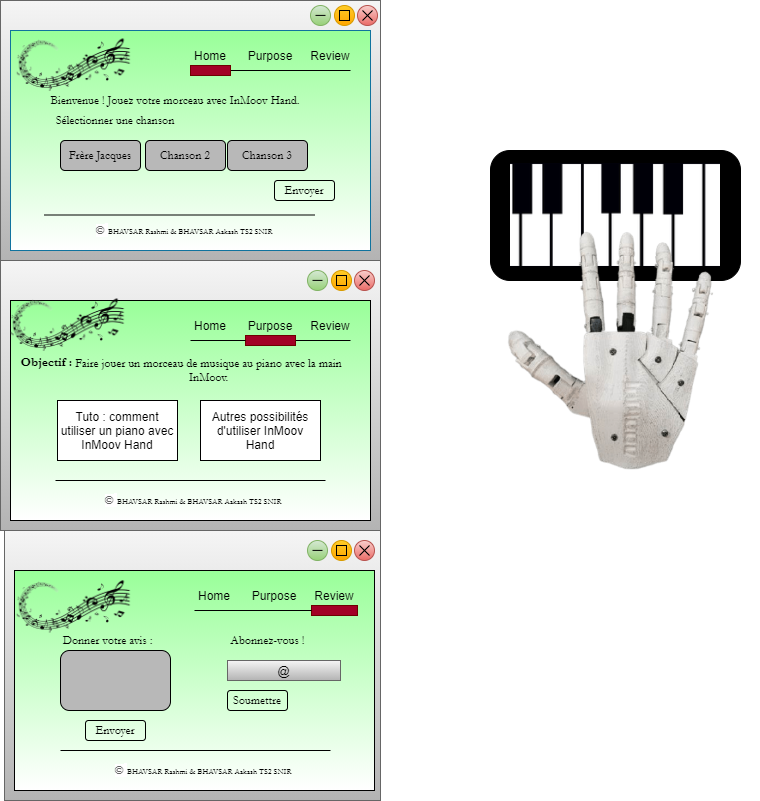 Home Purpose Review
Bienvenue ! Jouez votre morceau avec InMoov Hand.
Sélectionner une chanson
Frère Jacques Chanson 2 Chanson 3
Envoyer
© BHAVSAR Rashmi & BHAVSAR Aakash TS2 SNIR
Home Purpose Review
Objectif : Faire jouer un morceau de musique au piano avec la main
InMoov.
Tuto : comment
utiliser un piano avec
InMoov Hand
Autres possibilités
d'utiliser InMoov
Hand
© BHAVSAR Rashmi & BHAVSAR Aakash TS2 SNIR
Home Purpose Review
Donner votre avis :
Envoyer
Abonnez-vous !
@
Soumettre
© BHAVSAR Rashmi & BHAVSAR Aakash TS2 SNIR